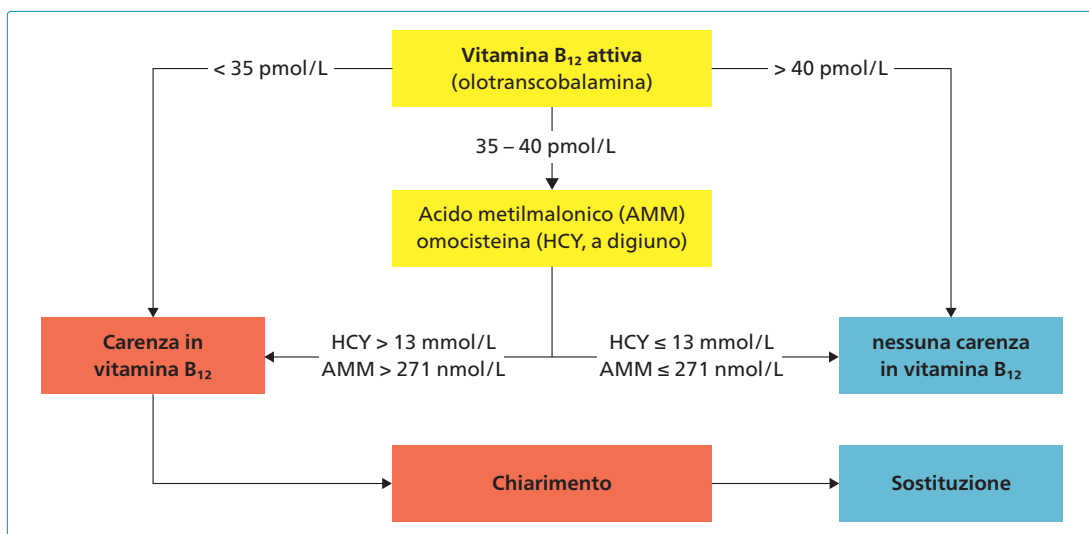 Vitamina B₁₂ attiva
(olotranscobalamina)
< 35 pmol/L
> 40 pmol/L
35 – 40 pmol/L
Acido metilmalonico (AMM)
omocisteina (HCY, a digiuno)
Carenza in
vitamina B₁₂
HCY > 13 mmol/L
AMM > 271 nmol/L
HCY ≤ 13 mmol/L
AMM ≤ 271 nmol/L
nessuna carenza
in vitamina B₁₂
Chiarimento
Sostituzione